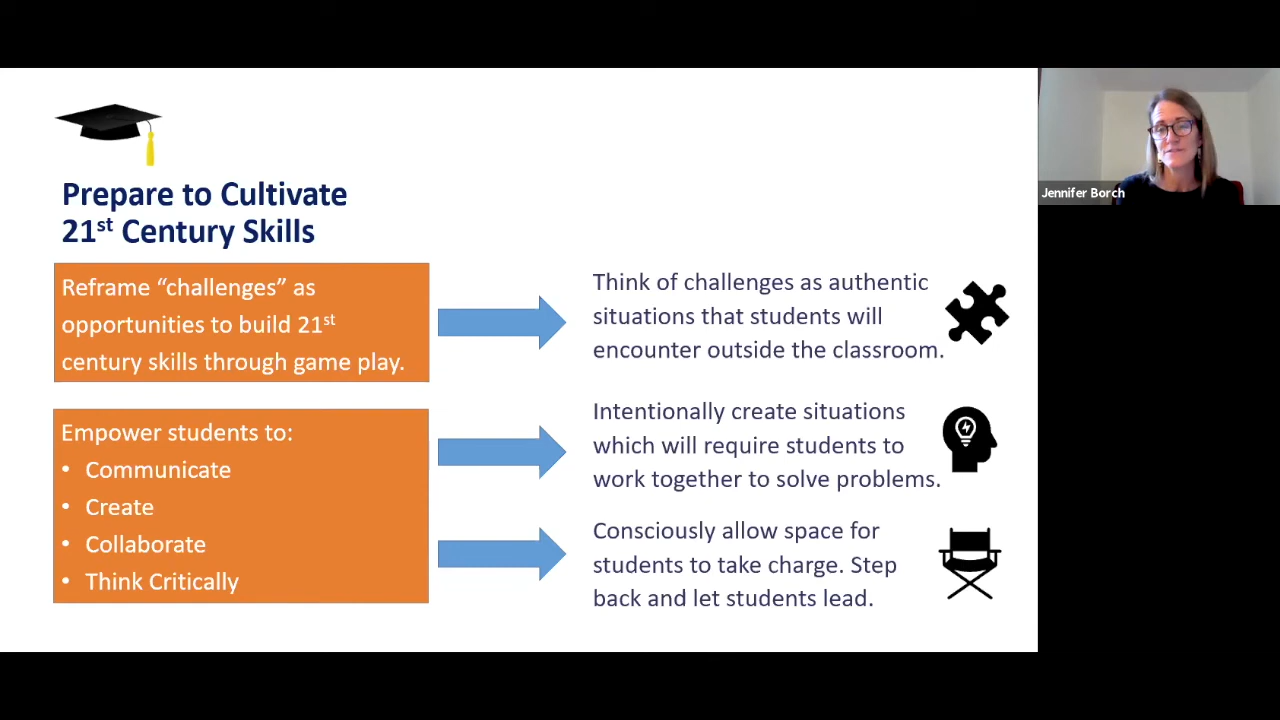 Prepare to Cultivate
21st Century Skills
Reframe “challenges” as
opportunities to build 21st
century skills through game play.
Think of challenges as authentic
situations that students will
encounter outside the classroom.
Empower students to:
• Communicate
• Create
• Collaborate
• Think Critically
Intentionally create situations
which will require students to
work together to solve problems.
Consciously allow space for
students to take charge. Step
back and let students lead.
Jennifer Borch